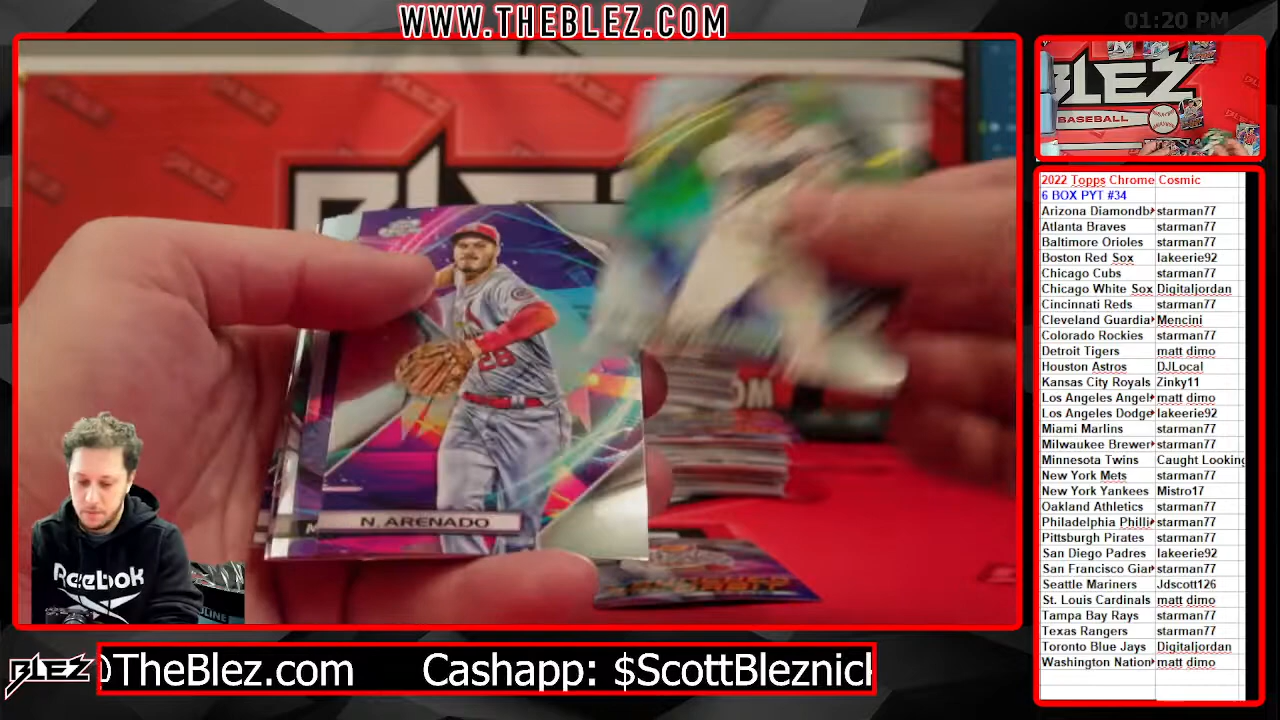 WWW.THEBLEZ.COM
01:20 PM
BLEZ
BASEBALL
2022 Topps Chrome Cosmic
6 BOX PYT #34
Arizona Diamondb starman77
Atlanta Braves starman77
Baltimore Orioles starman77
Boston Red Sox lakeerie92
Chicago Cubs starman77
Chicago White Sox Digitaljordan
Cincinnati Reds starman77
Cleveland Guardia Mencini
Colorado Rockies starman77
Detroit Tigers matt dimo
Houston Astros DJLocal
Kansas City Royals Zinky11
Los Angeles Angel matt dimo
Los Angeles Dodge lakeerie92
Miami Marlins starman77
Milwaukee Brewer starman77
Minnesota Twins Caught Looking
New York Mets starman77
New York Yankees Mistro17
Oakland Athletics starman77
Philadelphia Philli starman77
Pittsburgh Pirates starman77
San Diego Padres lakeerie92
San Francisco Gian starman77
Seattle Mariners Jdscott126
St. Louis Cardinals matt dimo
Tampa Bay Rays starman77
Texas Rangers starman77
Toronto Blue Jays Digitaljordan
Washington Nation matt dimo
28
N. ARENADO
Reebok
BLEZ
@TheBlez.com Cashapp: $ScottBleznick